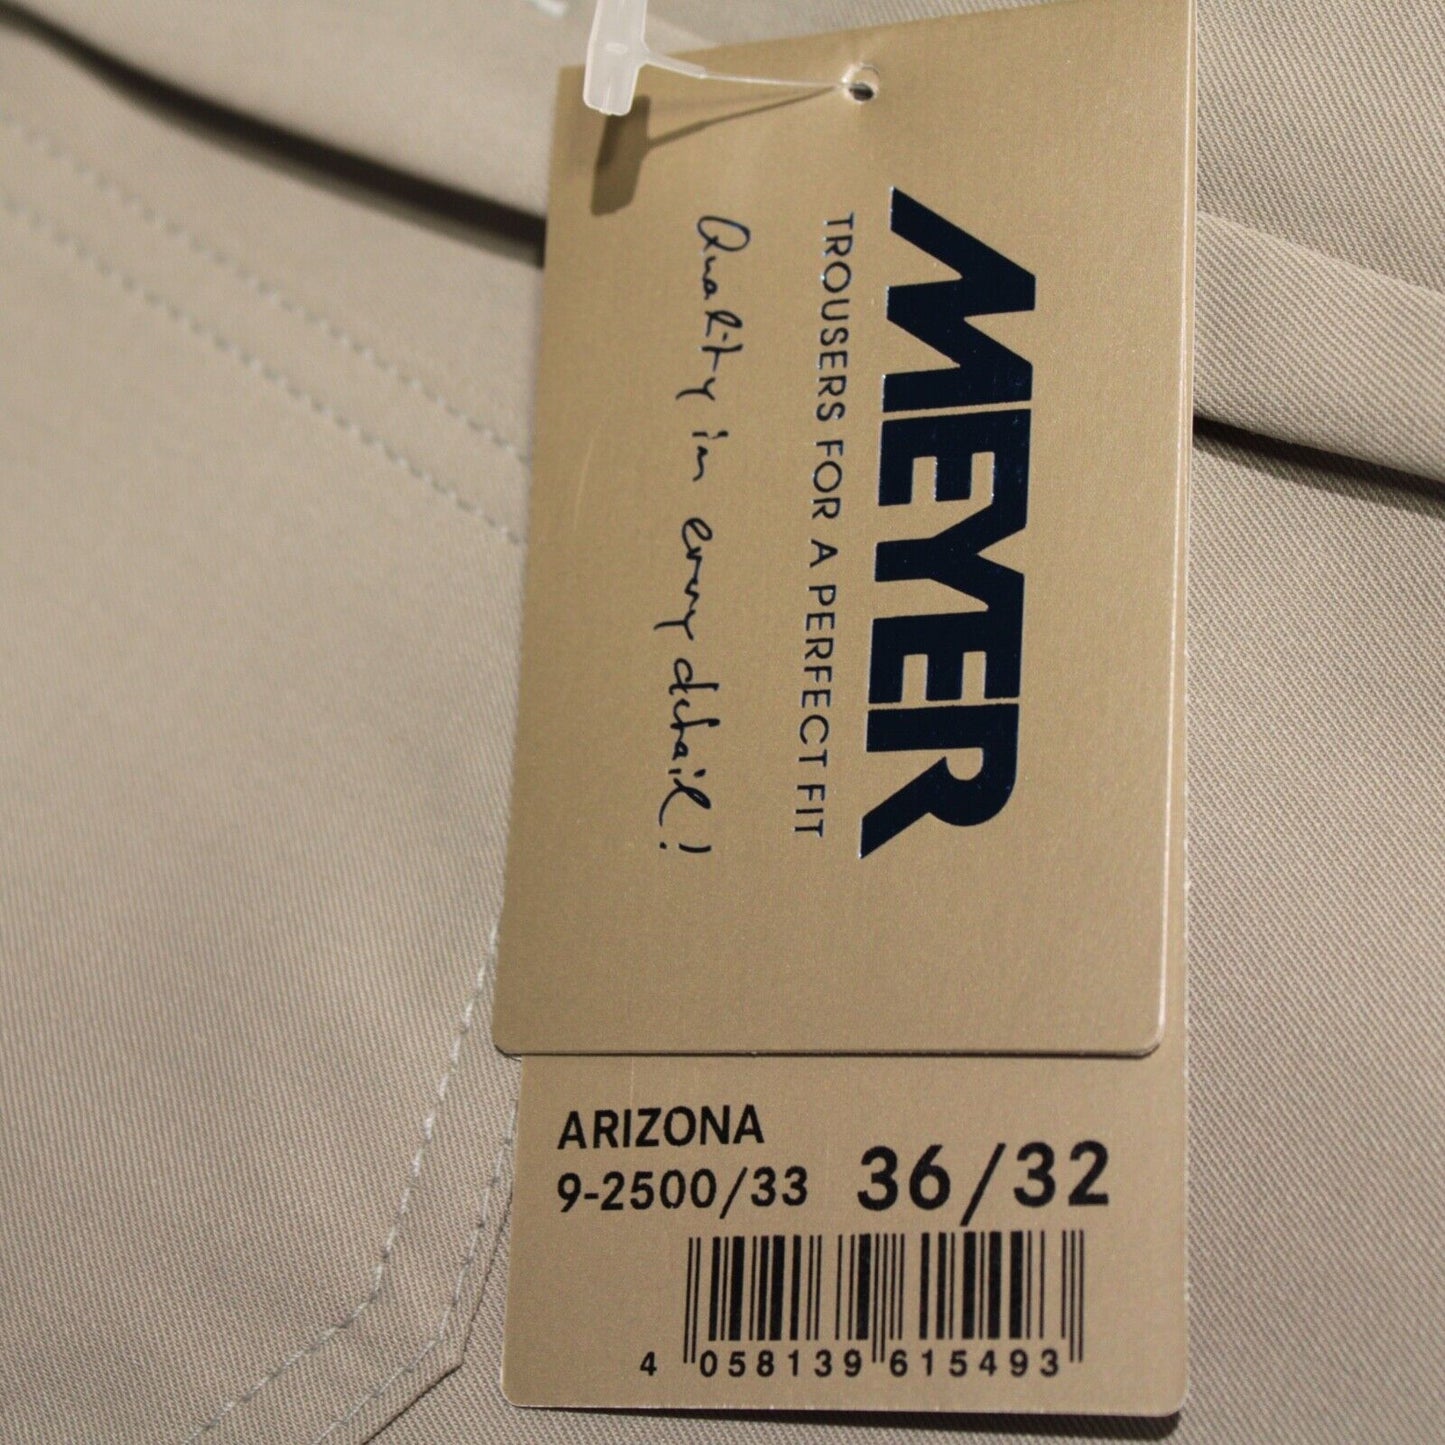 MEYER
TROUSERS FOR A PERFECT FIT
Quality in every detail!
ARIZONA
9-2500/33 36/32
4 058139 615493